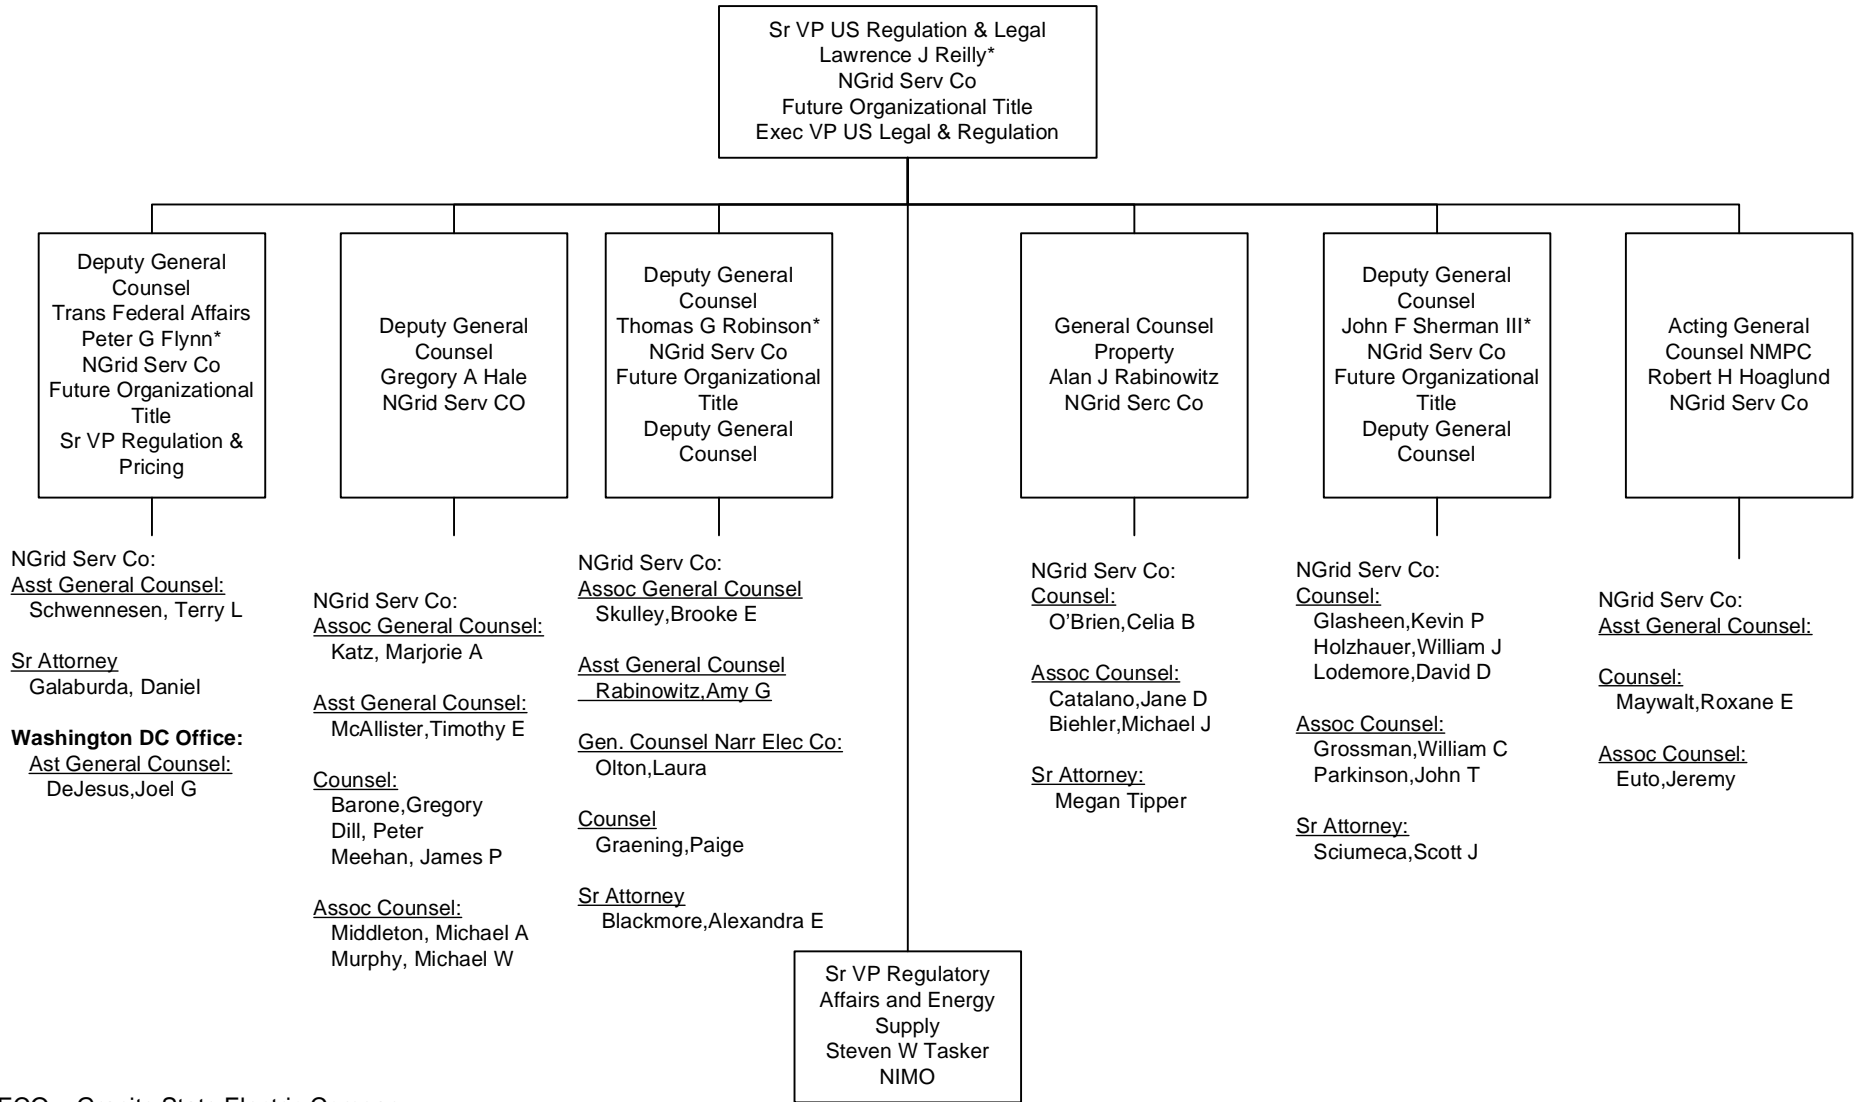 Sr VP US Regulation & Legal
Lawrence J Reilly*
NGrid Serv Co
Future Organizational Title
Exec VP US Legal & Regulation
Deputy General
Counsel
Trans Federal Affairs
Peter G Flynn*
NGrid Serv Co
Future Organizational
Title
Sr VP Regulation &
Pricing
Deputy General
Counsel
Gregory A Hale
NGrid Serv CO
Deputy General
Counsel
Thomas G Robinson*
NGrid Serv Co
Future Organizational
Title
Deputy General
Counsel
General Counsel
Property
Alan J Rabinowitz
NGrid Serc Co
Deputy General
Counsel
John F Sherman III*
NGrid Serv Co
Future Organizational
Title
Deputy General
Counsel
Acting General
Counsel NMPC
Robert H Hoaglund
NGrid Serv Co
NGrid Serv Co:
Asst General Counsel:
Schwennesen, Terry L
Sr Attorney
Galaburda, Daniel
Washington DC Office:
Ast General Counsel:
DeJesus,Joel G
NGrid Serv Co:
Assoc General Counsel:
Katz, Marjorie A
Asst General Counsel:
McAllister,Timothy E
Counsel:
Barone,Gregory
Dill, Peter
Meehan, James P
Assoc Counsel:
Middleton, Michael A
Murphy, Michael W
NGrid Serv Co:
Assoc General Counsel
Skulley,Brooke E
Asst General Counsel
Rabinowitz,Amy G
Gen. Counsel Narr Elec Co:
Olton,Laura
Counsel
Graening,Paige
Sr Attorney
Blackmore,Alexandra E
NGrid Serv Co:
Counsel:
O’Brien,Celia B
Assoc Counsel:
Catalano,Jane D
Biehler,Michael J
Sr Attorney:
Megan Tipper
NGrid Serv Co:
Counsel:
Glasheen,Kevin P
Holzhauer,William J
Lodemore,David D
Assoc Counsel:
Grossman,William C
Parkinson,John T
Sr Attorney:
Sciumeca,Scott J
NGrid Serv Co:
Asst General Counsel:
Counsel:
Maywalt,Roxane E
Assoc Counsel:
Euto,Jeremy
Sr VP Regulatory
Affairs and Energy
Supply
Steven W Tasker
NIMO